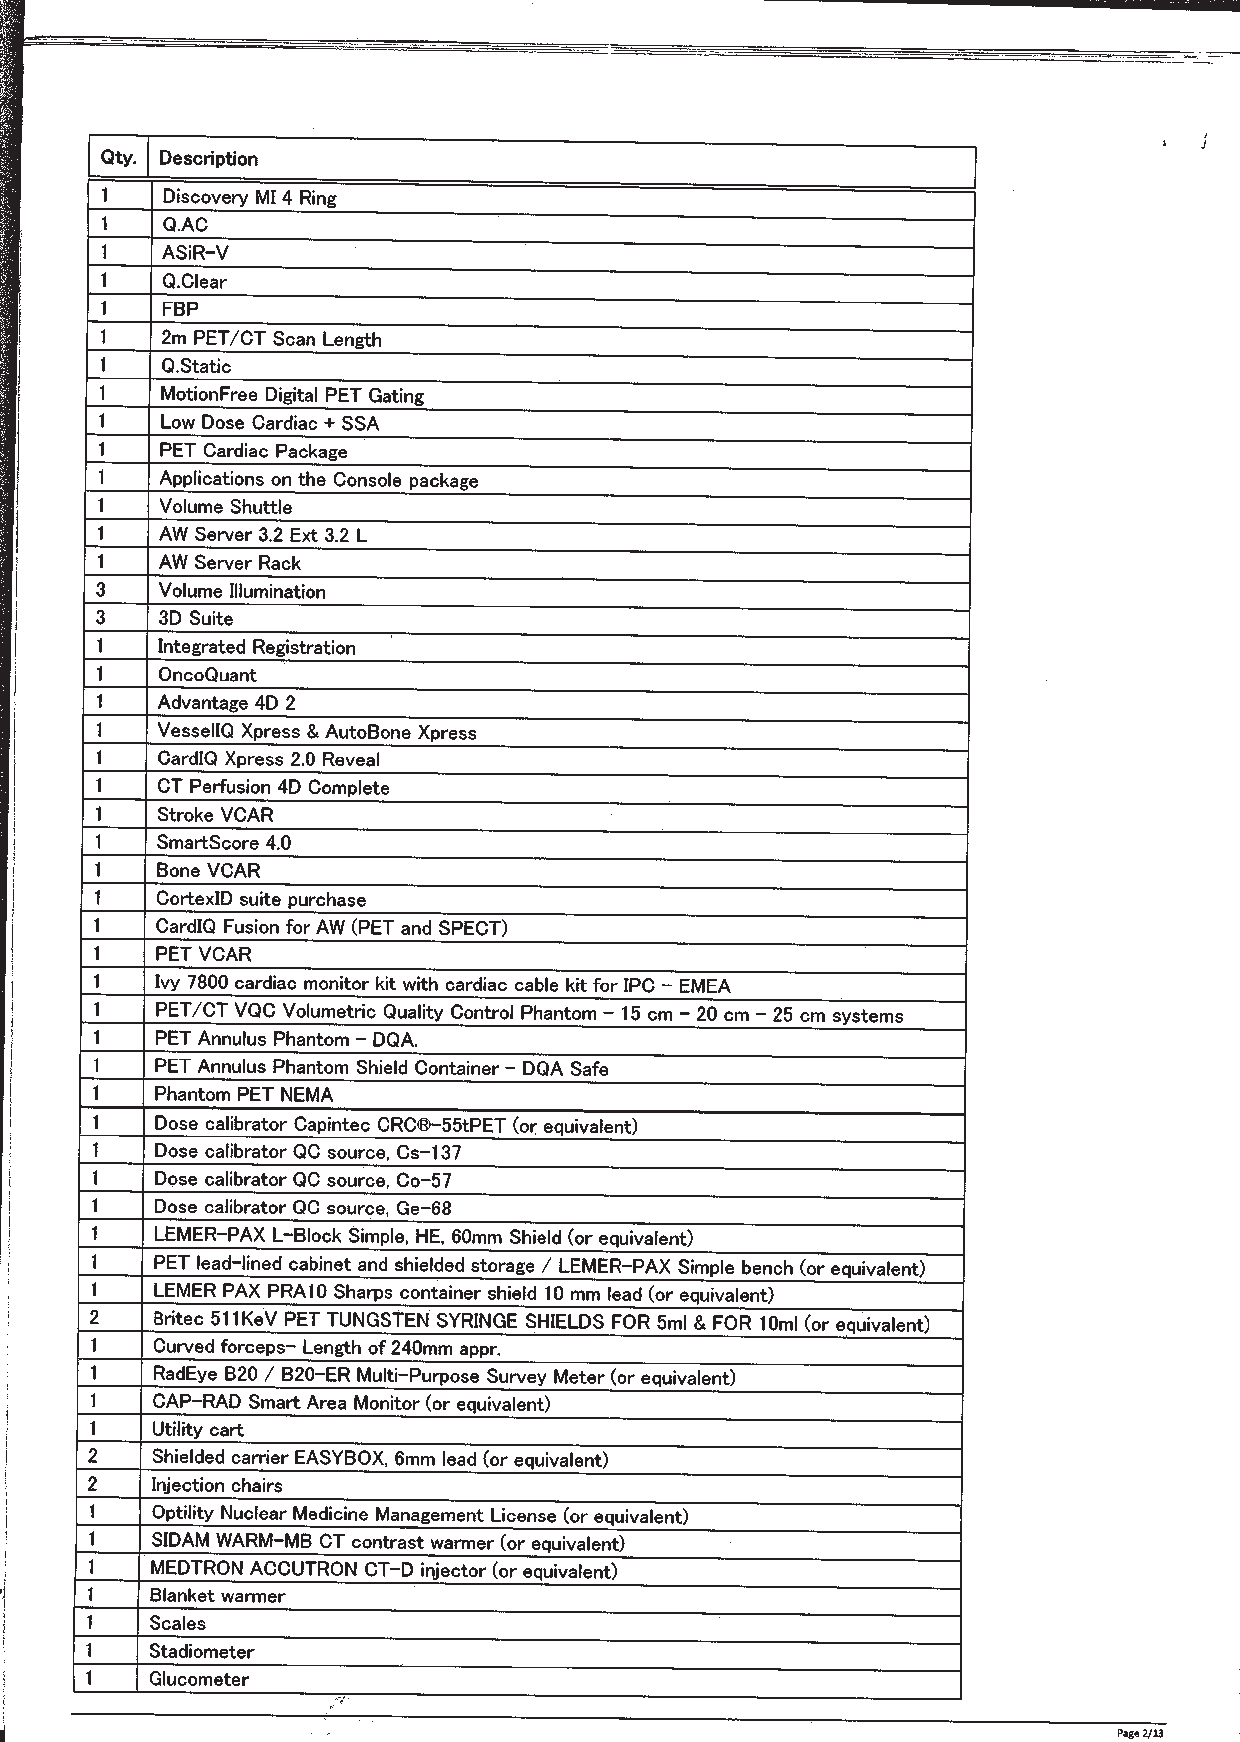 Qty. Description
1 Discovery MI 4 Ring
1 Q.AC
1 ASiR-V
1 Q.Clear
1 FBP
1 2m PET/CT Scan Length
1 Q.Static
1 MotionFree Digital PET Gating
1 Low Dose Cardiac + SSA
1 PET Cardiac Package
1 Applications on the Console package
1 Volume Shuttle
1 AW Server 3.2 Ext 3.2 L
1 AW Server Rack
3 Volume Illumination
3 3D Suite
1 Integrated Registration
1 OncoQuant
1 Advantage 4D 2
1 VesselIQ Xpress & AutoBone Xpress
1 CardIQ Xpress 2.0 Reveal
1 CT Perfusion 4D Complete
1 Stroke VCAR
1 SmartScore 4.0
1 Bone VCAR
1 CortexID suite purchase
1 CardIQ Fusion for AW (PET and SPECT)
1 PET VCAR
1 Ivy 7800 cardiac monitor kit with cardiac cable kit for IPC - EMEA
1 PET/CT VQC Volumetric Quality Control Phantom - 15 cm - 20 cm - 25 cm systems
1 PET Annulus Phantom - DQA.
1 PET Annulus Phantom Shield Container - DQA Safe
1 Phantom PET NEMA
1 Dose calibrator Capintec CRC®-55tPET (or equivalent)
1 Dose calibrator QC source, Cs-137
1 Dose calibrator QC source, Co-57
1 Dose calibrator QC source, Ge-68
1 LEMER-PAX L-Block Simple, HE, 60mm Shield (or equivalent)
1 PET lead-lined cabinet and shielded storage / LEMER-PAX Simple bench (or equivalent)
1 LEMER PAX PRA10 Sharps container shield 10 mm lead (or equivalent)
2 Britec 511KeV PET TUNGSTEN SYRINGE SHIELDS FOR 5ml & FOR 10ml (or equivalent)
1 Curved forceps- Length of 240mm appr.
1 RadEye B20 / B20-ER Multi-Purpose Survey Meter (or equivalent)
1 CAP-RAD Smart Area Monitor (or equivalent)
1 Utility cart
2 Shielded carrier EASYBOX, 6mm lead (or equivalent)
2 Injection chairs
1 Optility Nuclear Medicine Management License (or equivalent)
1 SIDAM WARM-MB CT contrast warmer (or equivalent)
1 MEDTRON ACCUTRON CT-D injector (or equivalent)
1 Blanket warmer
1 Scales
1 Stadiometer
1 Glucometer
Page 2/13